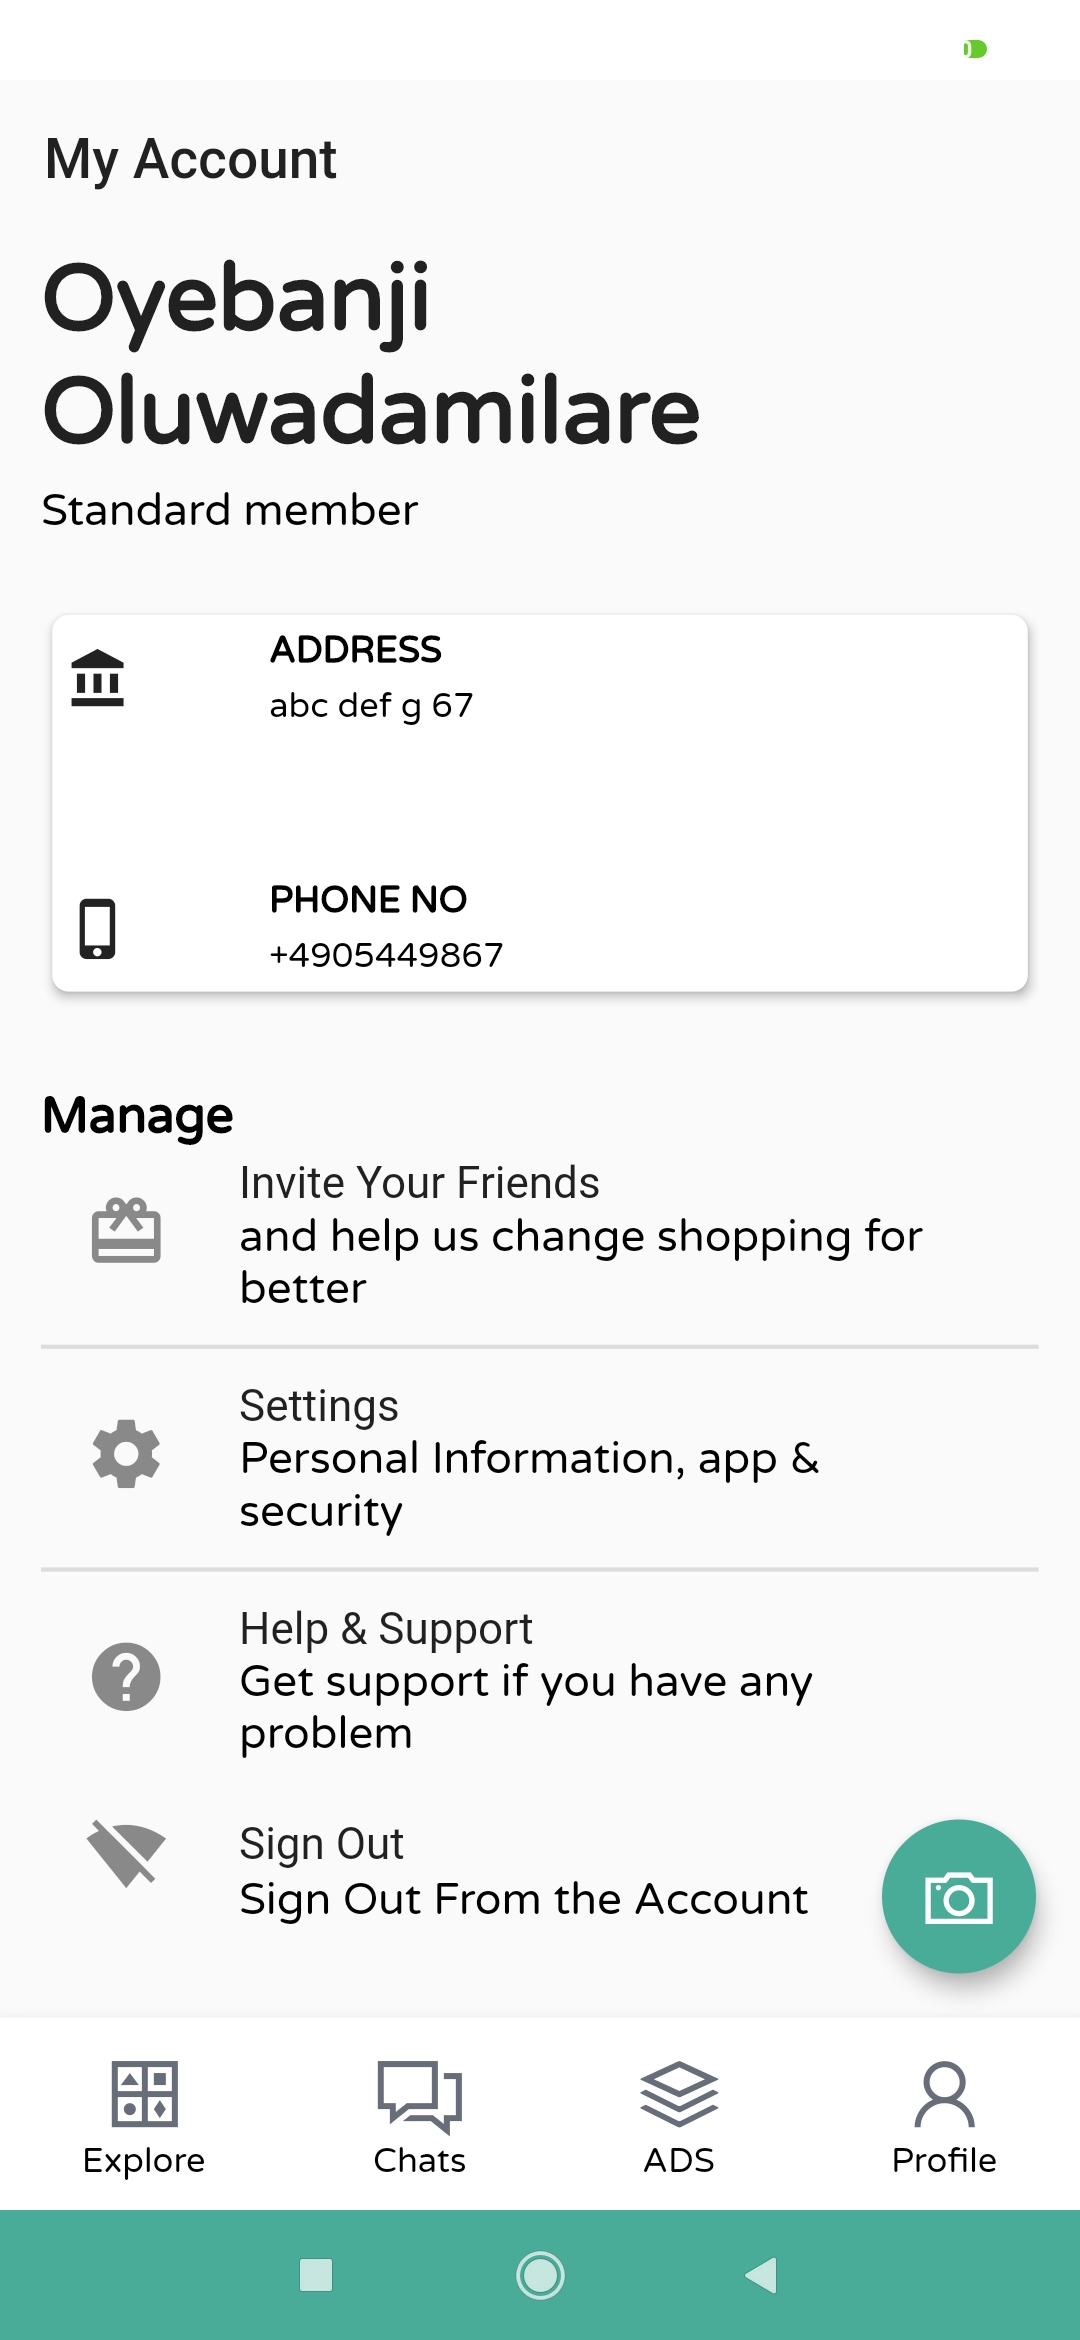 My Account
Oyebanji
Oluwadamilare
Standard member
ADDRESS
abc def g 67
PHONE NO
+4905449867
Manage
Invite Your Friends
and help us change shopping for
better
Settings
Personal Information, app &
security
Help & Support
Get support if you have any
problem
Sign Out
Sign Out From the Account
Explore
Chats
ADS
Profile